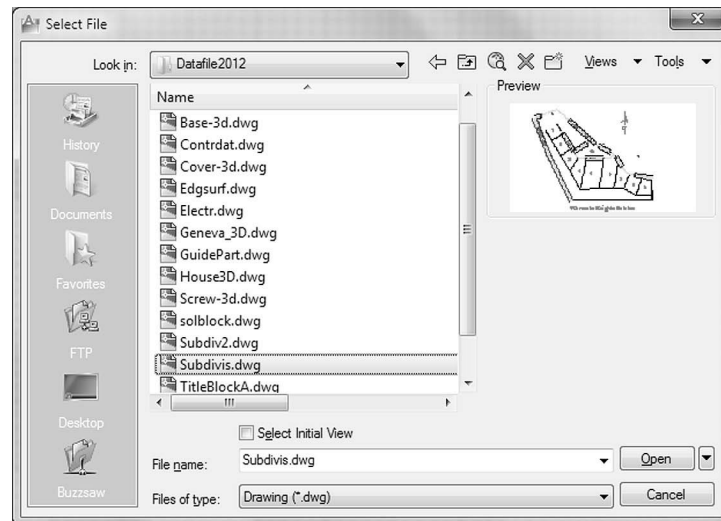 Select File
Look in: Datafile2012 Views Tools
Name
Preview
Base-3d.dwg
Contrdat.dwg
Cover-3d.dwg
Edgsurf.dwg
Electr.dwg
Geneva_3D.dwg
GuidePart.dwg
House3D.dwg
Screw-3d.dwg
solblock.dwg
Subdiv2.dwg
Subdivis.dwg
TitleBlockA.dwg
History
Documents
Favorites
FTP
Desktop
Buzzsaw
Select Initial View
File name: Subdivis.dwg Open
Files of type: Drawing (*.dwg) Cancel